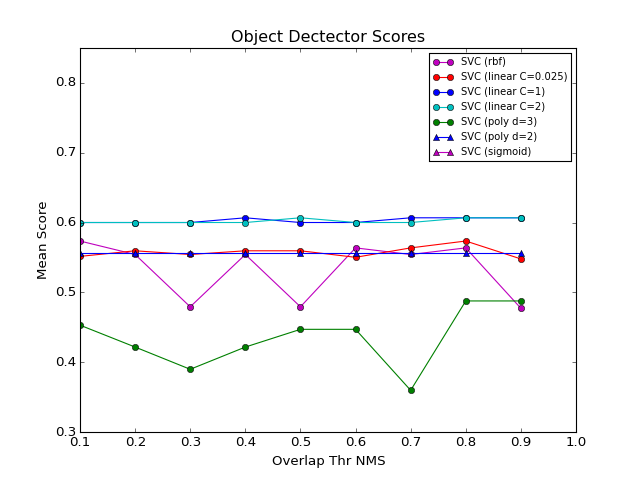 Object Dectector Scores
Mean Score
0.8
0.7
0.6
0.5
0.4
0.3
SVC (rbf)
SVC (linear C=0.025)
SVC (linear C=1)
SVC (linear C=2)
SVC (poly d=3)
SVC (poly d=2)
SVC (sigmoid)
0.1 0.2 0.3 0.4 0.5 0.6 0.7 0.8 0.9 1.0
Overlap Thr NMS